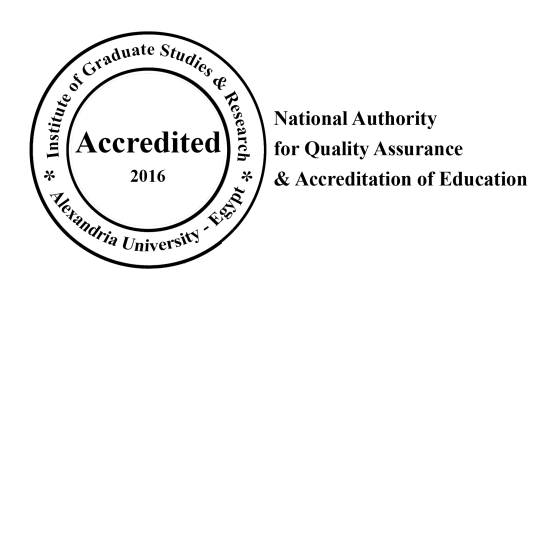 Institute of Graduate Studies & Research
Accredited
2016
* Alexandria University - Egypt *
National Authority
for Quality Assurance
& Accreditation of Education